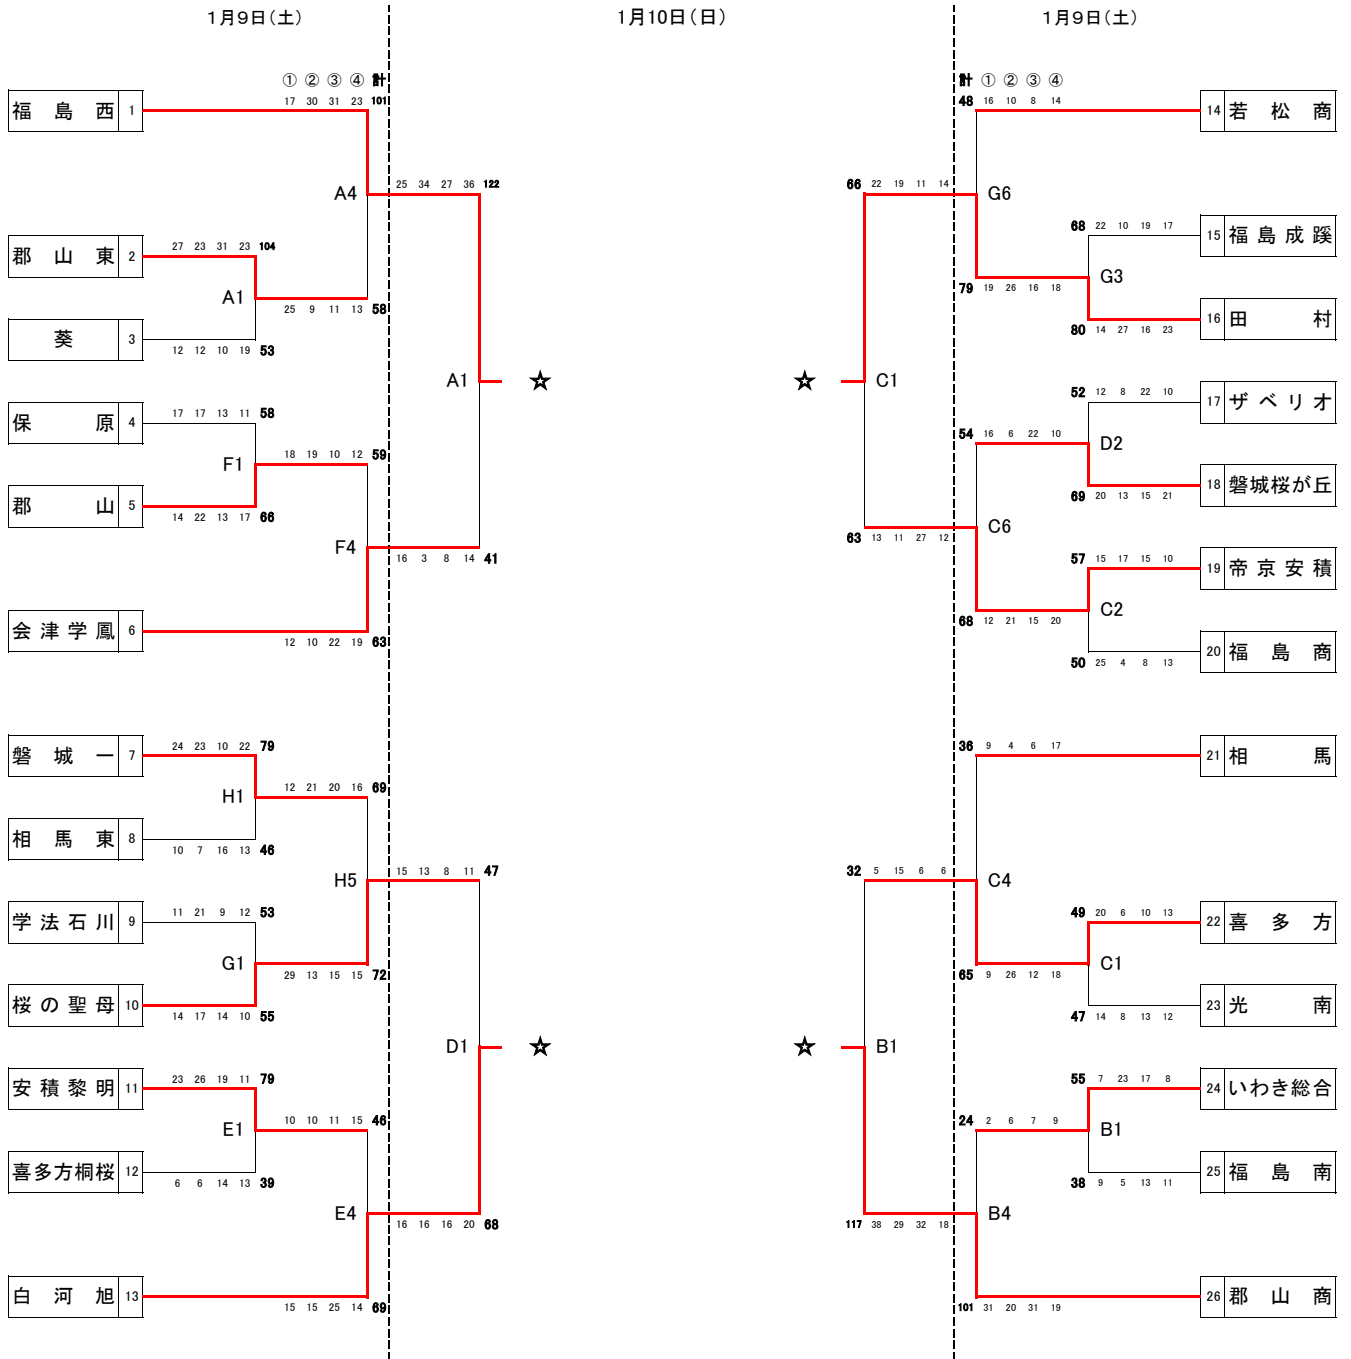 1月9日(土) 1月10日(日) 1月9日(土)
① ② ③ ④ 計 計 ① ② ③ ④
17 30 31 23 101 48 16 10 8 14
福島西 1 14 若松商
25 34 27 36 122 66 22 19 11 14
A4 G6
68 22 10 19 17
15 福島成蹊
27 23 31 23 104
郡山東 2
G3
79 19 26 16 18
A1
25 9 11 13 58
16 田村
80 14 27 16 23
葵 3
12 12 10 19 53
A1 ☆ ☆ C1
52 12 8 22 10
17 ザベリオ
17 17 13 11 58
保原 4
54 16 6 22 10
D2
18 19 10 12 59
F1
18 磐城桜が丘
69 20 13 15 21
郡山 5
14 22 13 17 66
C6
63 13 11 27 12
F4
16 3 8 14 41
57 15 17 15 10
19 帝京安積
C2
68 12 21 15 20
会津学鳳 6
12 10 22 19 63
20 福島商
50 25 4 8 13
24 23 10 22 79 36 9 4 6 17
磐城一 7 21 相馬
12 21 20 16 69
H1
相馬東 8
10 7 16 13 46
15 13 8 11 47 32 5 15 6 6
H5 C4
11 21 9 12 53 49 20 6 10 13
学法石川 9 22 喜多方
G1 C1
29 13 15 15 72 65 9 26 12 18
桜の聖母 10 23 光南
14 17 14 10 55 47 14 8 13 12
D1 ☆ ☆ B1
23 26 19 11 79 55 7 23 17 8
安積黎明 11 24 いわき総合
10 10 11 15 46 24 2 6 7 9
E1 B1
喜多方桐桜 12 25 福島南
6 6 14 13 39 38 9 5 13 11
E4 B4
16 16 16 20 68 117 38 29 32 18
白河旭 13 26 郡山商
15 15 25 14 69 101 31 20 31 19